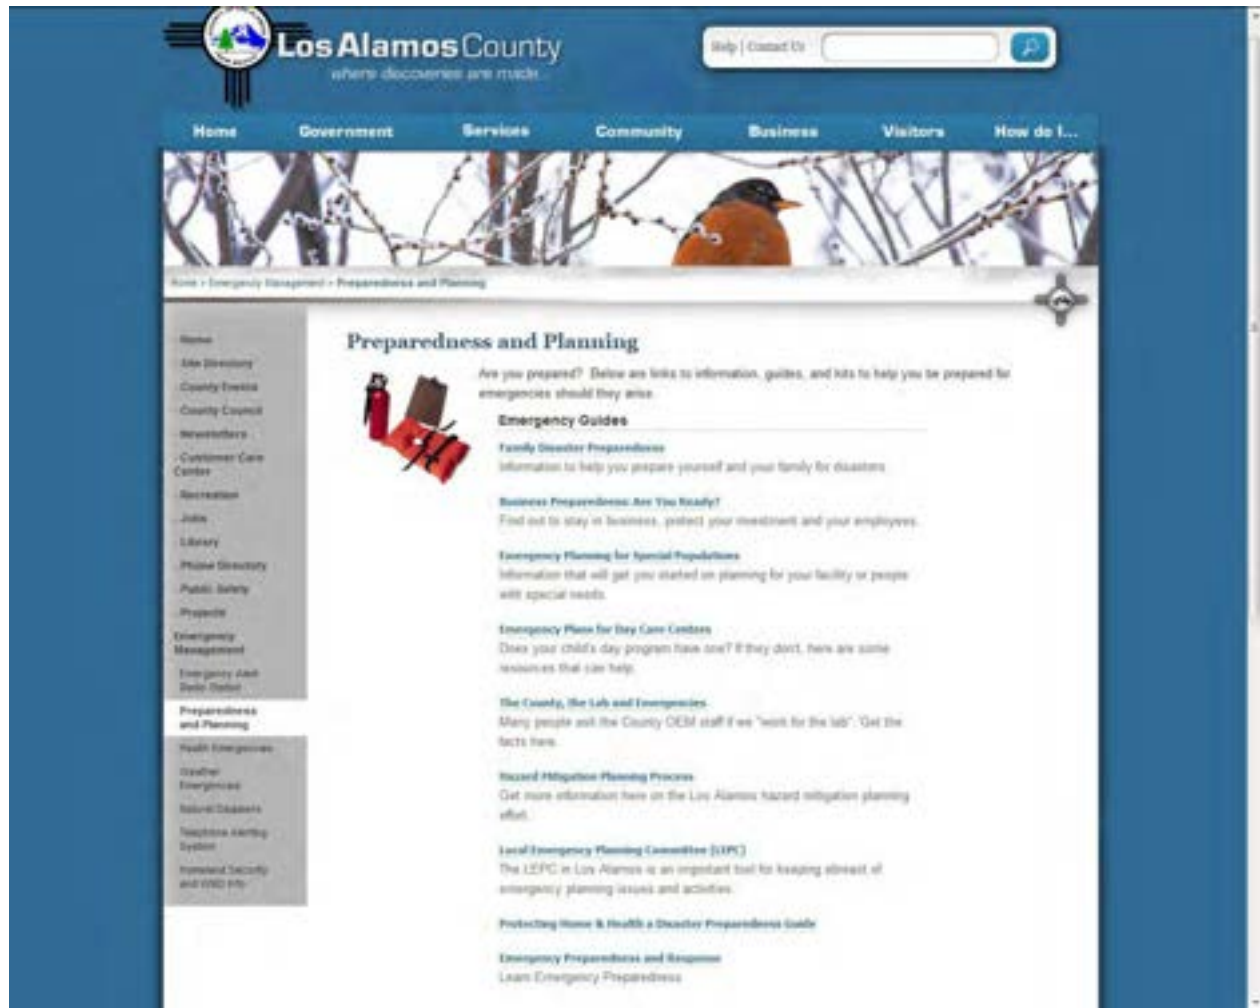 Los Alamos County
where discoveries are made...
Help | Contact Us
Home Government Services Community Business Visitors How do I...
Home > Emergency Management > Preparedness and Planning
Home
Site Directory
County Events
County Council
Newsletters
Customer Care
Center
Recreation
Jobs
Library
Phone Directory
Public Safety
Projects
Emergency
Management
Emergency Alert
Radio Station
Preparedness
and Planning
Health Emergencies
Weather
Emergencies
Natural Disasters
Telephone Alerting
System
Homeland Security
and WMD Info
Preparedness and Planning
Are you prepared? Below are links to information, guides, and kits to help you be prepared for
emergencies should they arise.
Emergency Guides
Family Disaster Preparedness
Information to help you prepare yourself and your family for disasters.
Business Preparedness: Are You Ready?
Find out to stay in business, protect your investment and your employees.
Emergency Planning for Special Populations
Information that will get you started on planning for your facility or people
with special needs.
Emergency Plans for Day Care Centers
Does your child's day program have one? If they don't, here are some
resources that can help.
The County, the Lab and Emergencies
Many people ask the County OEM staff if we "work for the lab". Get the
facts here.
Hazard Mitigation Planning Process
Get more information here on the Los Alamos hazard mitigation planning
effort.
Local Emergency Planning Committee (LEPC)
The LEPC in Los Alamos is an important tool for keeping abreast of
emergency planning issues and activities.
Protecting Home & Health a Disaster Preparedness Guide
Emergency Preparedness and Response
Learn Emergency Preparedness